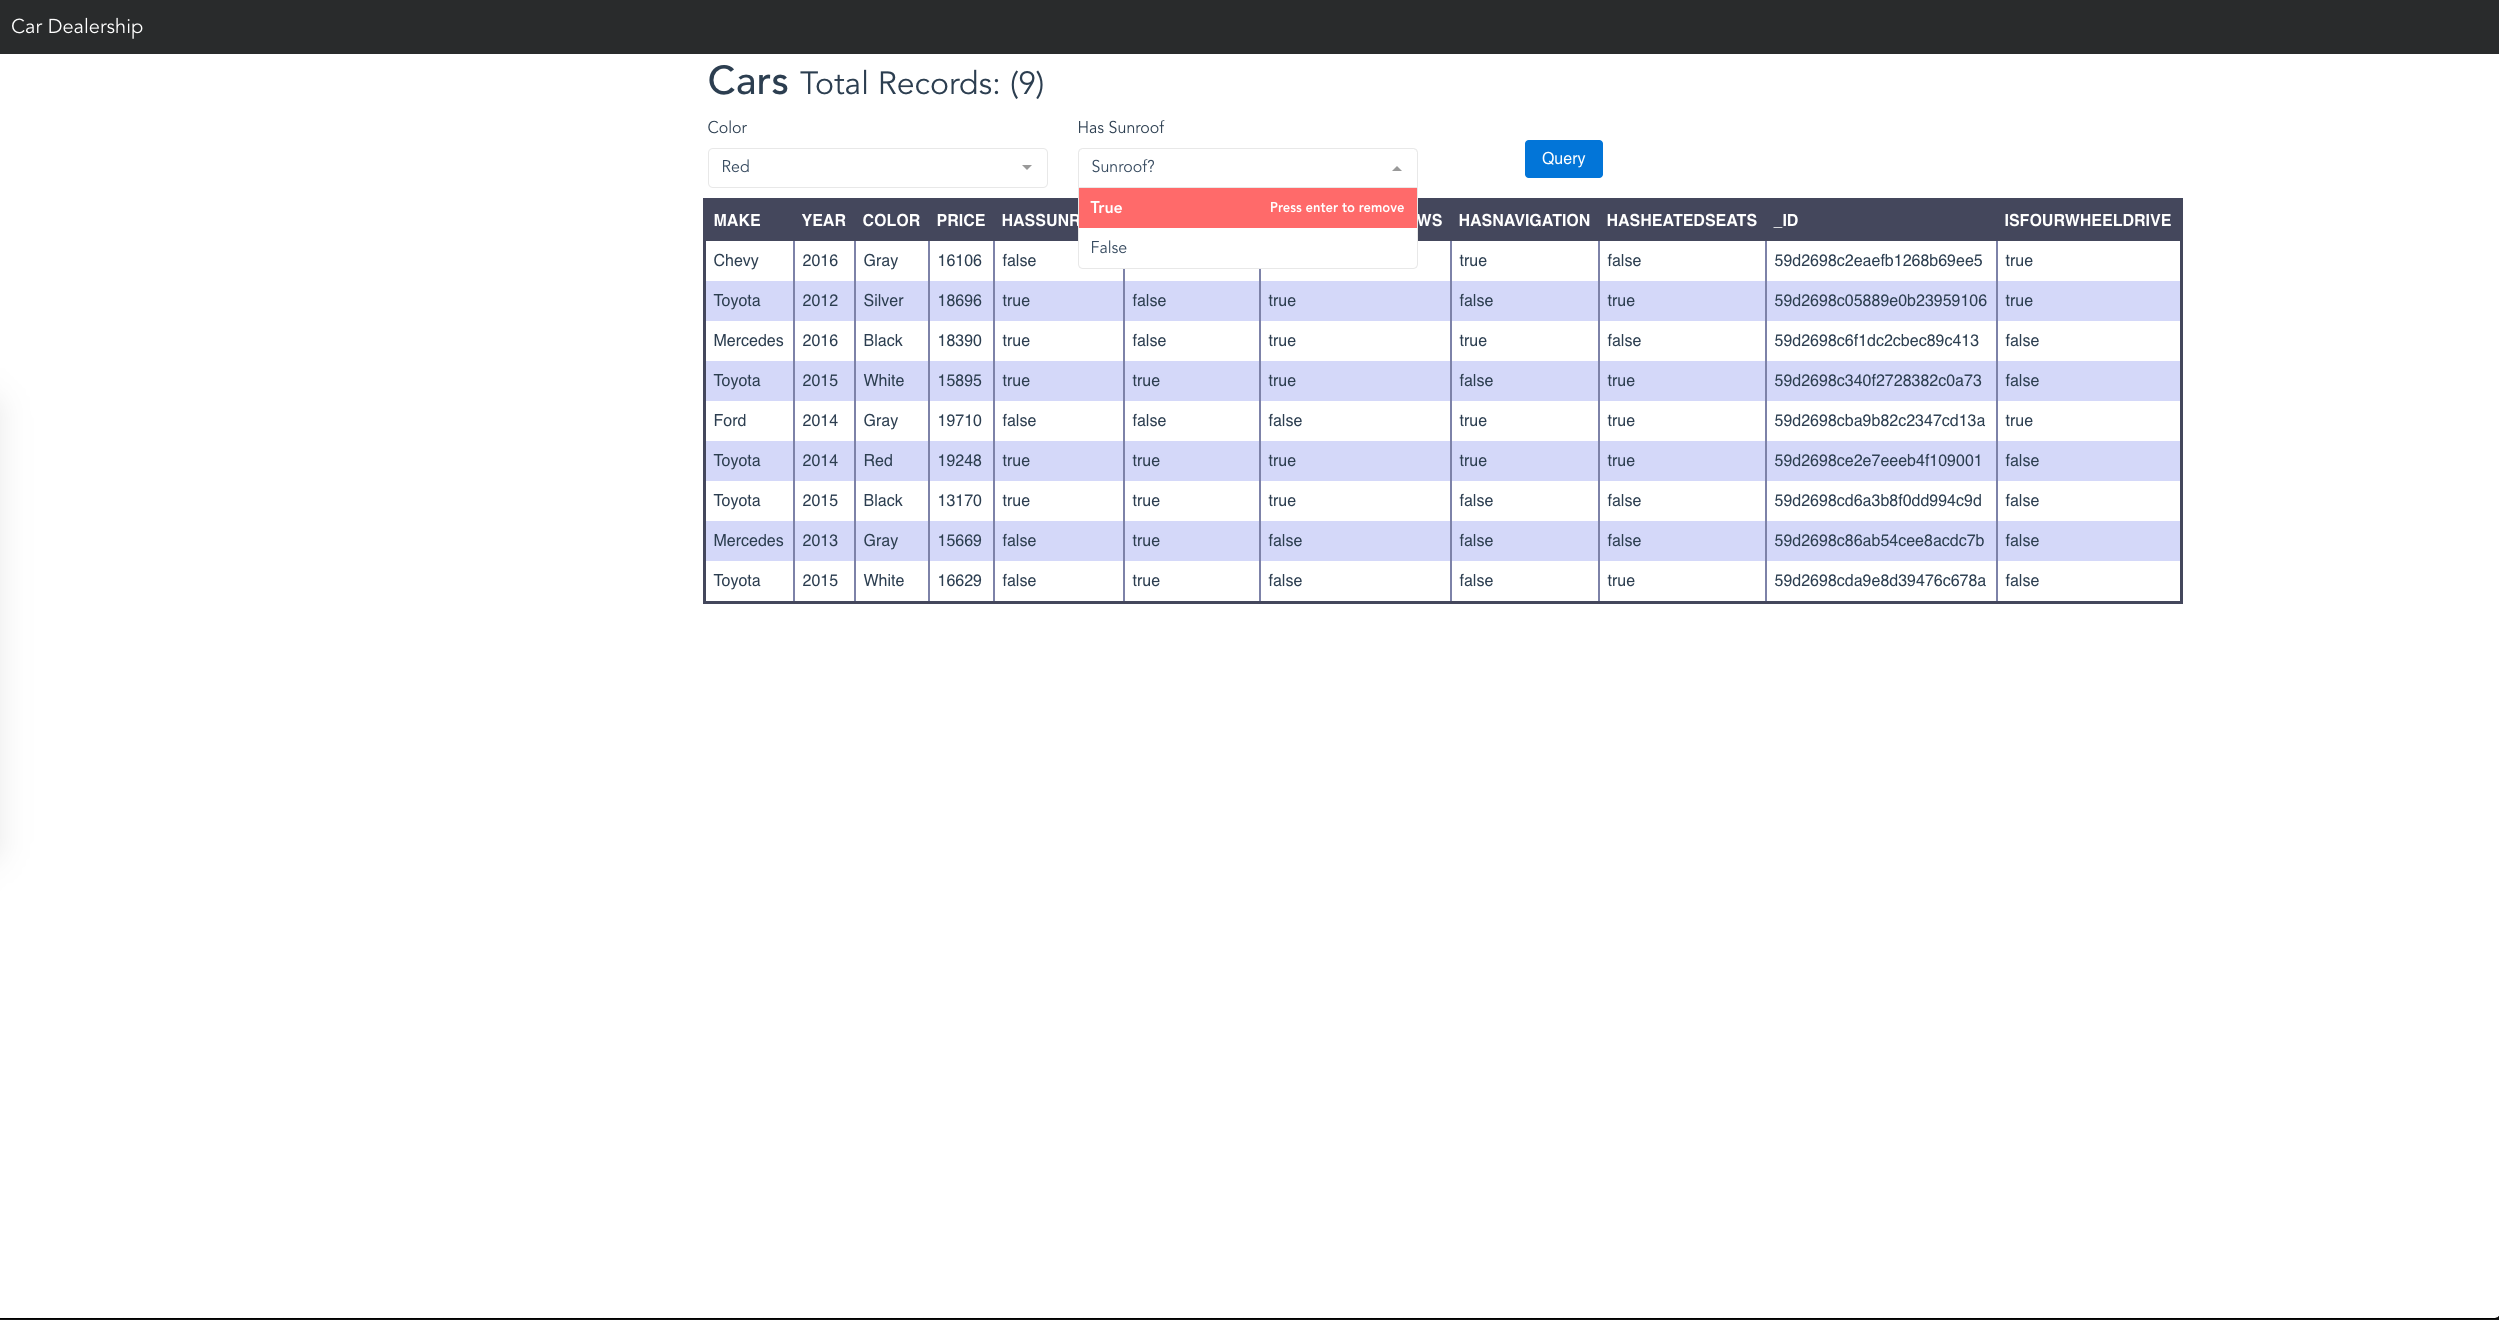 Car Dealership
Cars Total Records: (9)
Color Has Sunroof
Red Sunroof? Query
True Press enter to remove
False
MAKE YEAR COLOR PRICE HASSUNR WS HASNAVIGATION HASHEATEDSEATS _ID ISFOURWHEELDRIVE
Chevy 2016 Gray 16106 false true false 59d2698c2eaefb1268b69ee5 true
Toyota 2012 Silver 18696 true false true false true 59d2698c05889e0b23959106 true
Mercedes 2016 Black 18390 true false true true false 59d2698c6f1dc2cbec89c413 false
Toyota 2015 White 15895 true true true false true 59d2698c340f2728382c0a73 false
Ford 2014 Gray 19710 false false false true true 59d2698cba9b82c2347cd13a true
Toyota 2014 Red 19248 true true true true true 59d2698ce2e7eeeb4f109001 false
Toyota 2015 Black 13170 true true true false false 59d2698cd6a3b8f0dd994c9d false
Mercedes 2013 Gray 15669 false true false false false 59d2698c86ab54cee8acdc7b false
Toyota 2015 White 16629 false true false false true 59d2698cda9e8d39476c678a false